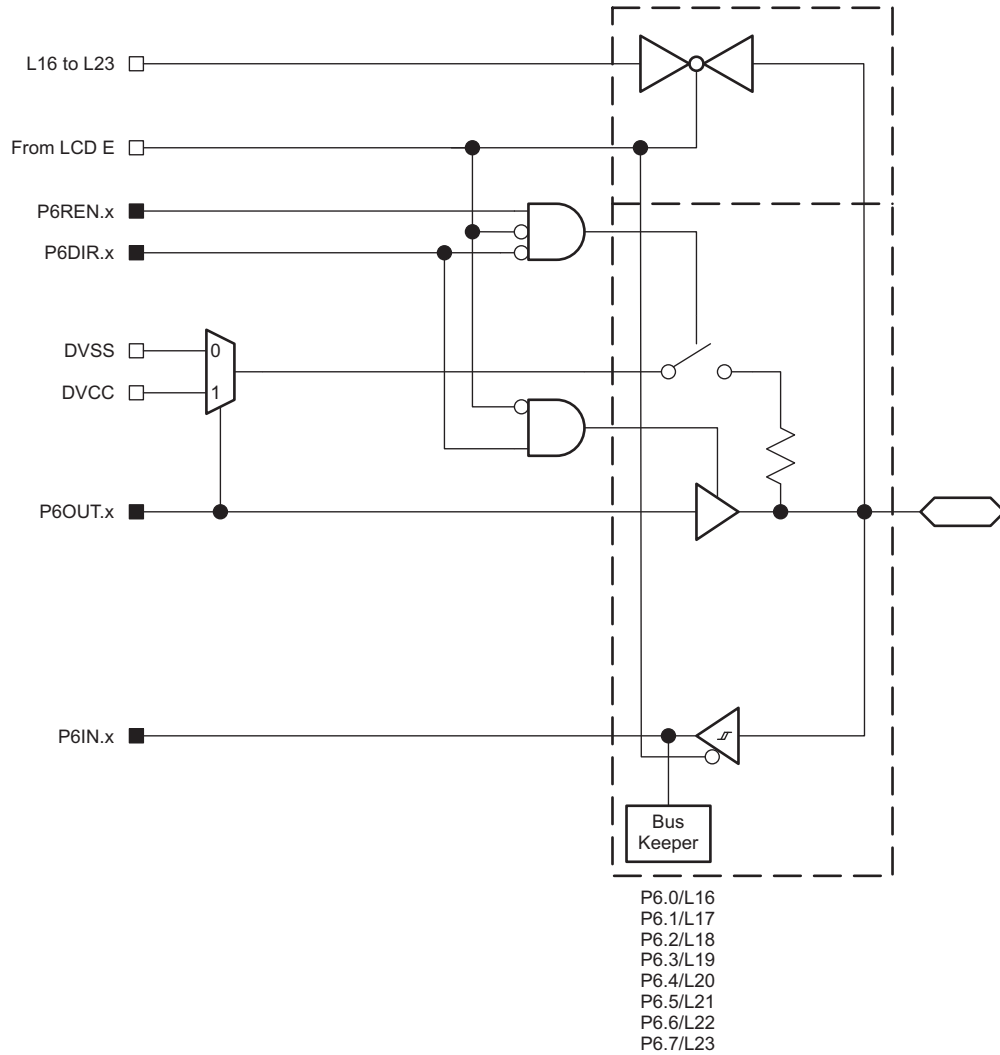 L16 to L23
From LCD E
P6REN.x
P6DIR.x
DVSS
0
DVCC
1
P6OUT.x
P6IN.x
Bus
Keeper
P6.0/L16
P6.1/L17
P6.2/L18
P6.3/L19
P6.4/L20
P6.5/L21
P6.6/L22
P6.7/L23